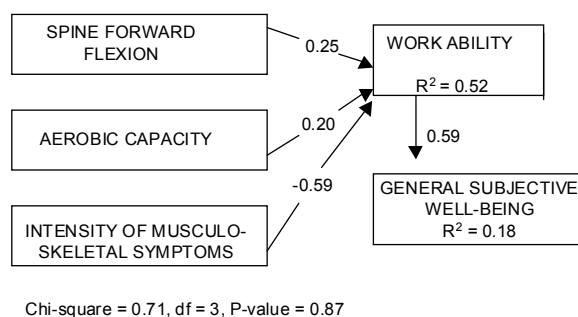 SPINE FORWARD
FLEXION
0.25
WORK ABILITY
R² = 0.52
AEROBIC CAPACITY
0.20
-0.59
0.59
INTENSITY OF MUSCULO-
SKELETAL SYMPTOMS
GENERAL SUBJECTIVE
WELL-BEING
R² = 0.18
Chi-square = 0.71, df = 3, P-value = 0.87